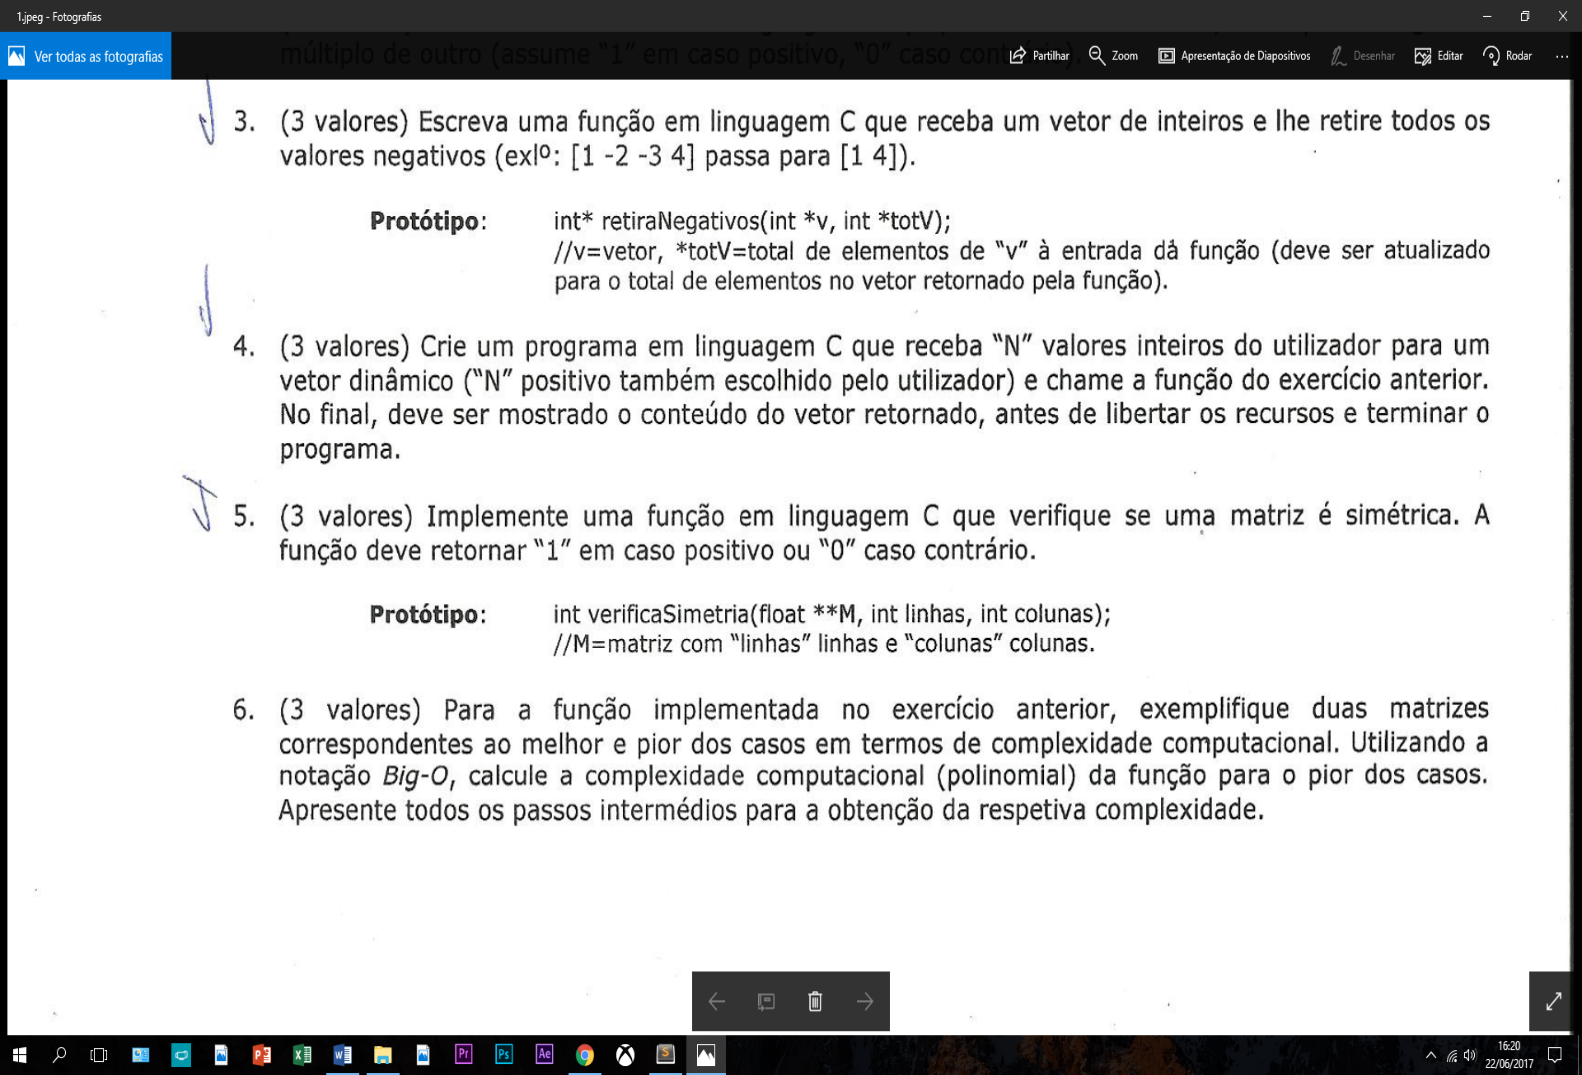 1.jpeg - Fotografias
múltiplo de outro (assume “1” em caso positivo, “0” caso
Ver todas as fotografias
Partilhar
Zoom
Apresentação de Diapositivos
Desenhar
Editar
Rodar
3. (3 valores) Escreva uma função em linguagem C que receba um vetor de inteiros e lhe retire todos os
valores negativos (exlº: [1 -2 -3 4] passa para [1 4]).
Protótipo: int* retiraNegativos(int *v, int *totV);
//v=vetor, *totV=total de elementos de “v” à entrada da função (deve ser atualizado
para o total de elementos no vetor retornado pela função).
4. (3 valores) Crie um programa em linguagem C que receba “N” valores inteiros do utilizador para um
vetor dinâmico (“N” positivo também escolhido pelo utilizador) e chame a função do exercício anterior.
No final, deve ser mostrado o conteúdo do vetor retornado, antes de libertar os recursos e terminar o
programa.
5. (3 valores) Implemente uma função em linguagem C que verifique se uma matriz é simétrica. A
função deve retornar “1” em caso positivo ou “0” caso contrário.
Protótipo: int verificaSimetria(float **M, int linhas, int colunas);
//M=matriz com “linhas” linhas e “colunas” colunas.
6. (3 valores) Para a função implementada no exercício anterior, exemplifique duas matrizes
correspondentes ao melhor e pior dos casos em termos de complexidade computacional. Utilizando a
notação Big-O, calcule a complexidade computacional (polinomial) da função para o pior dos casos.
Apresente todos os passos intermédios para a obtenção da respetiva complexidade.
Pr
Ps
Ae
16:20
22/06/2017